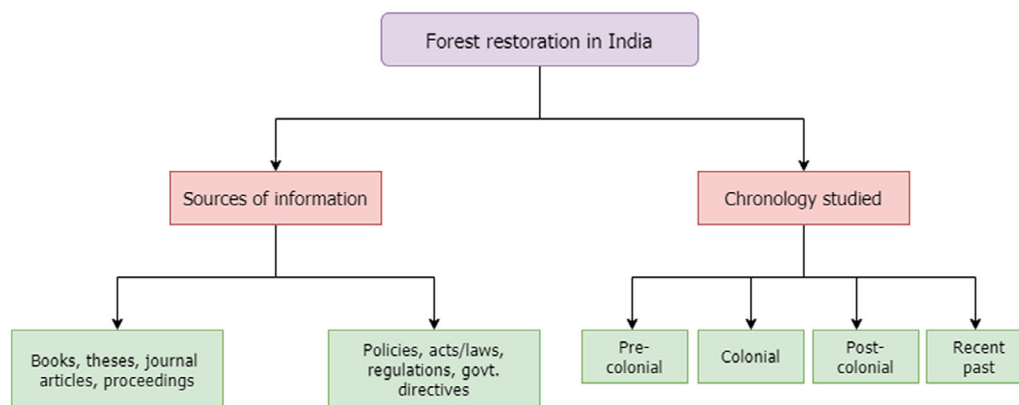 Forest restoration in India
Sources of information
Chronology studied
Books, theses, journal
articles, proceedings
Policies, acts/laws,
regulations, govt.
directives
Pre-
colonial
Colonial
Post-
colonial
Recent
past